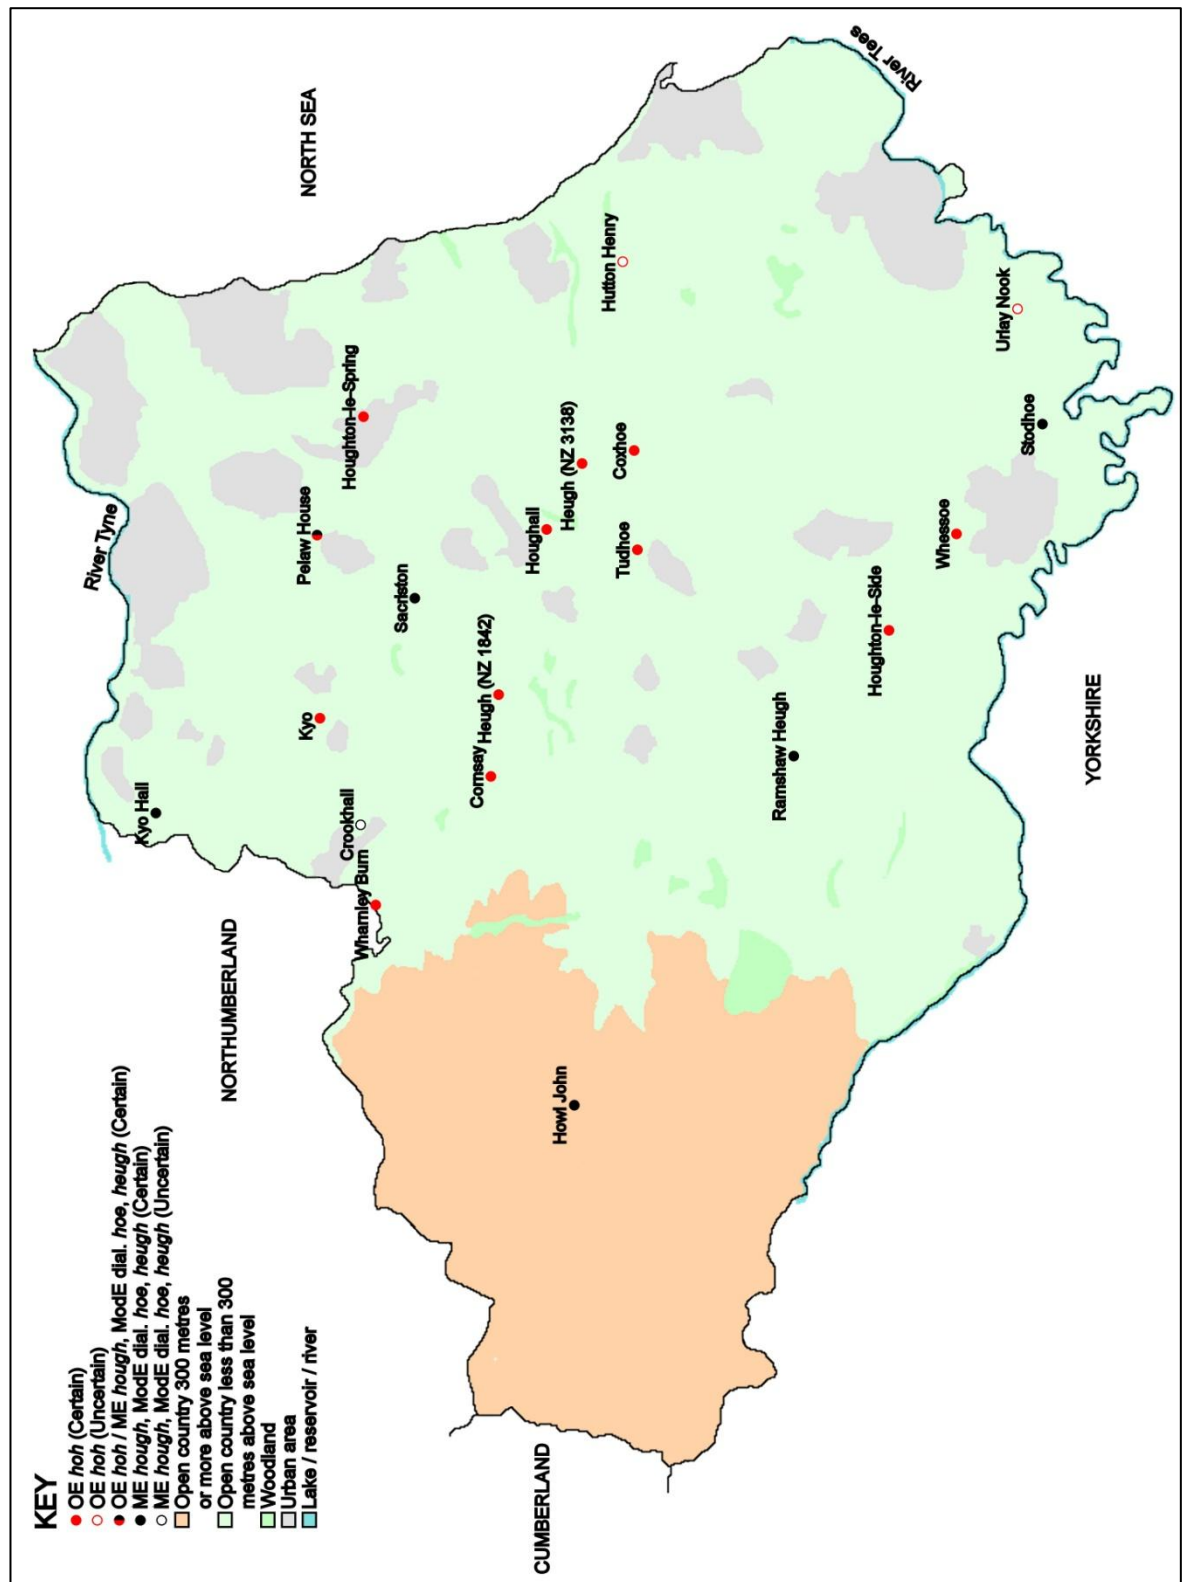 KEY
OE hoh (Certain)
OE hoh (Uncertain)
OE hoh / ME hough, ModE dial. hoe, heugh (Certain)
ME hough, ModE dial. hoe, heugh (Certain)
ME hough, ModE dial. hoe, heugh (Uncertain)
Open country 300 metres
or more above sea level
Open country less than 300
metres above sea level
Woodland
Urban area
Lake / reservoir / river
NORTHUMBERLAND
NORTH SEA
CUMBERLAND
YORKSHIRE
River Tyne
River Tees
Kyo Hall
Kyo
Pelaw House
Houghton-le-Spring
Crookhall
Whamley Burn
Sacriston
Cornsay
Heugh (NZ 1842)
Houghall
Heugh (NZ 3138)
Howl John
Hutton Henry
Coxhoe
Tudhoe
Ramshaw Heugh
Houghton-le-Side
Whessoe
Urlay Nook
Stodhoe